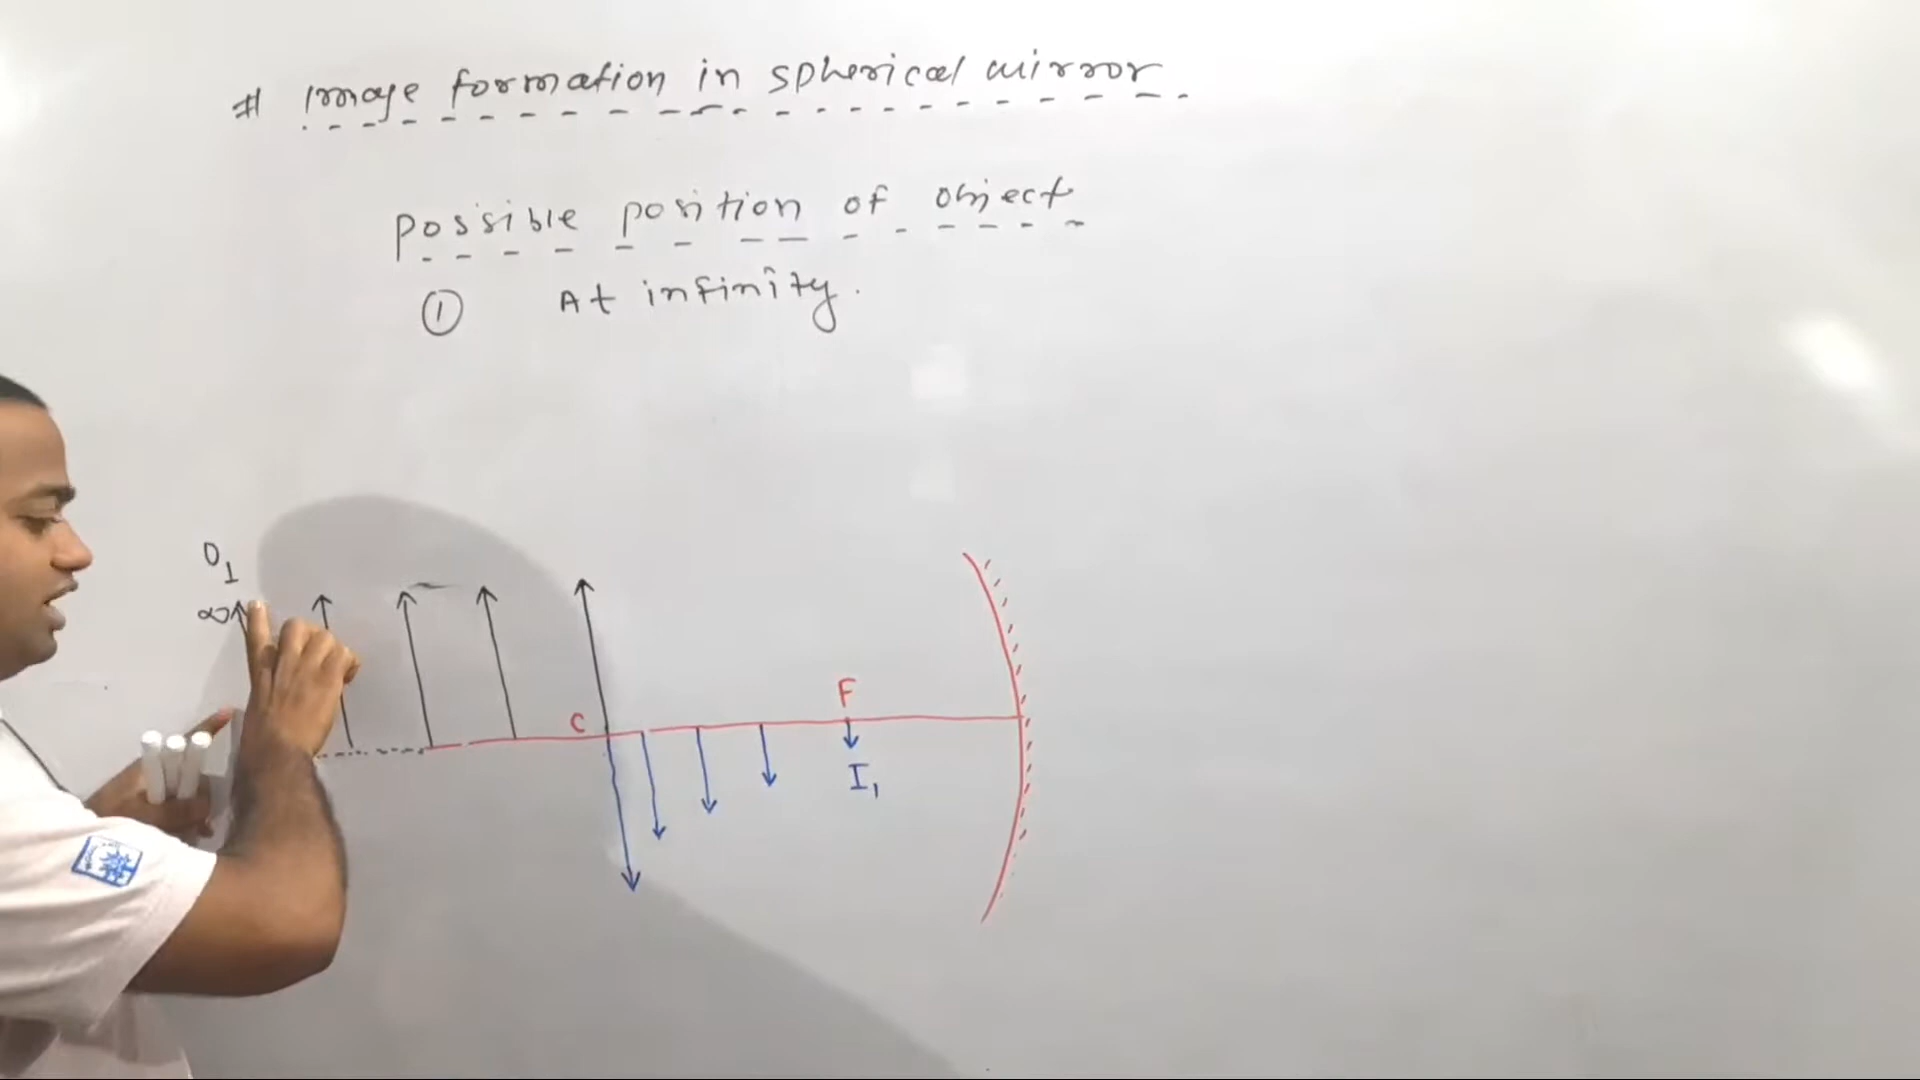 # Image formation in spherical mirror
possible position of object
① At infinity.
O₁
∞
C
F
I₁